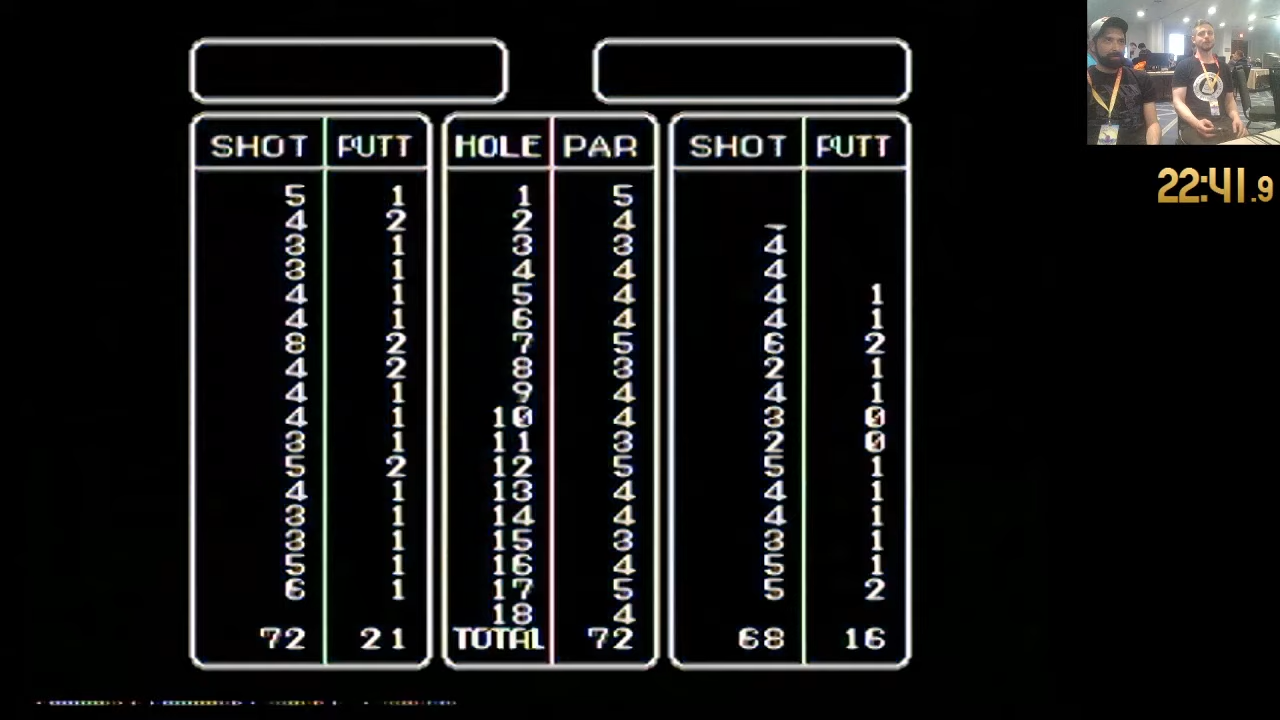 SHOT PUTT HOLE PAR SHOT PUTT
5 1 1 5
4 2 2 4
3 1 3 3 4
3 1 4 4 4
4 1 5 4 4 1
4 1 6 4 4 1
8 2 7 5 6 2
4 2 8 3 2 1
4 1 9 4 4 1
4 1 10 4 3 0
3 1 11 3 2 0
5 2 12 5 5 1
4 1 13 4 4 1
3 1 14 4 4 1
3 1 15 3 3 1
5 1 16 4 5 1
6 1 17 5 5 2
18 4
72 21 TOTAL 72 68 16
22:41.9